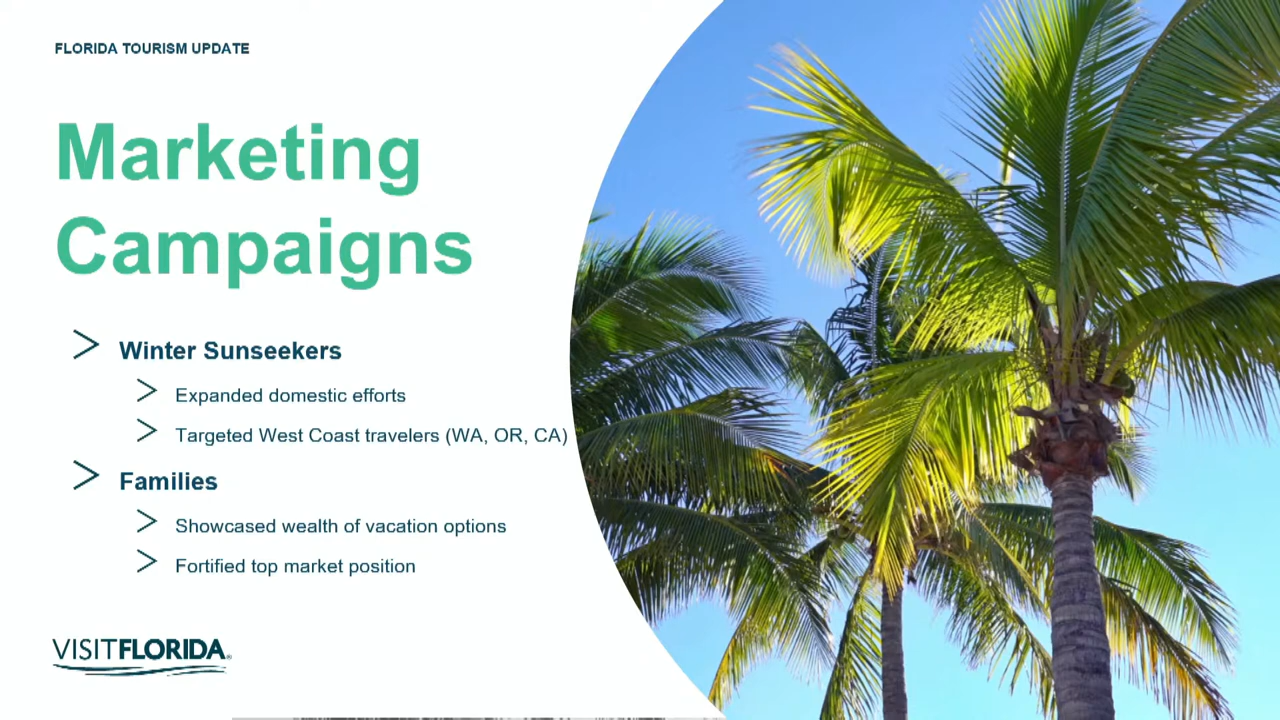 FLORIDA TOURISM UPDATE
Marketing
Campaigns
Winter Sunseekers
Expanded domestic efforts
Targeted West Coast travelers (WA, OR, CA)
Families
Showcased wealth of vacation options
Fortified top market position
VISITFLORIDA®